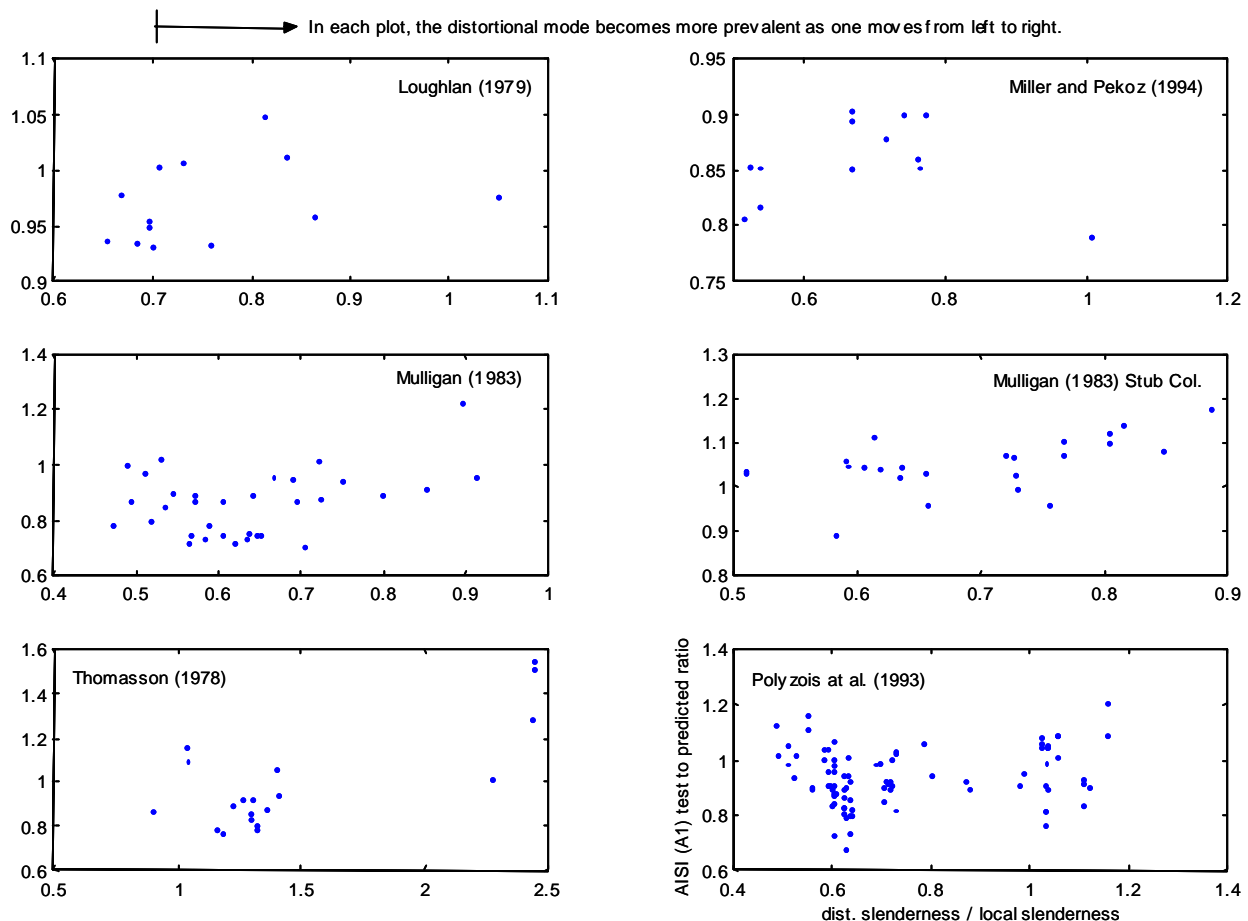 In each plot, the distortional mode becomes more prevalent as one moves from left to right.
1.1
1.05
1
0.95
0.9
Loughlan (1979)
0.6 0.7 0.8 0.9 1 1.1
0.95
0.9
0.85
0.8
0.75
Miller and Pekoz (1994)
0.6 0.8 1 1.2
1.4
1.2
1
0.8
0.6
Mulligan (1983)
0.4 0.5 0.6 0.7 0.8 0.9 1
1.3
1.2
1.1
1
0.9
0.8
Mulligan (1983) Stub Col.
0.5 0.6 0.7 0.8 0.9
1.6
1.4
1.2
1
0.8
0.6
Thomasson (1978)
0.5 1 1.5 2 2.5
AISI (A1) test to predicted ratio
1.4
1.2
1
0.8
0.6
Polyzois at al. (1993)
0.4 0.6 0.8 1 1.2 1.4
dist. slenderness / local slenderness